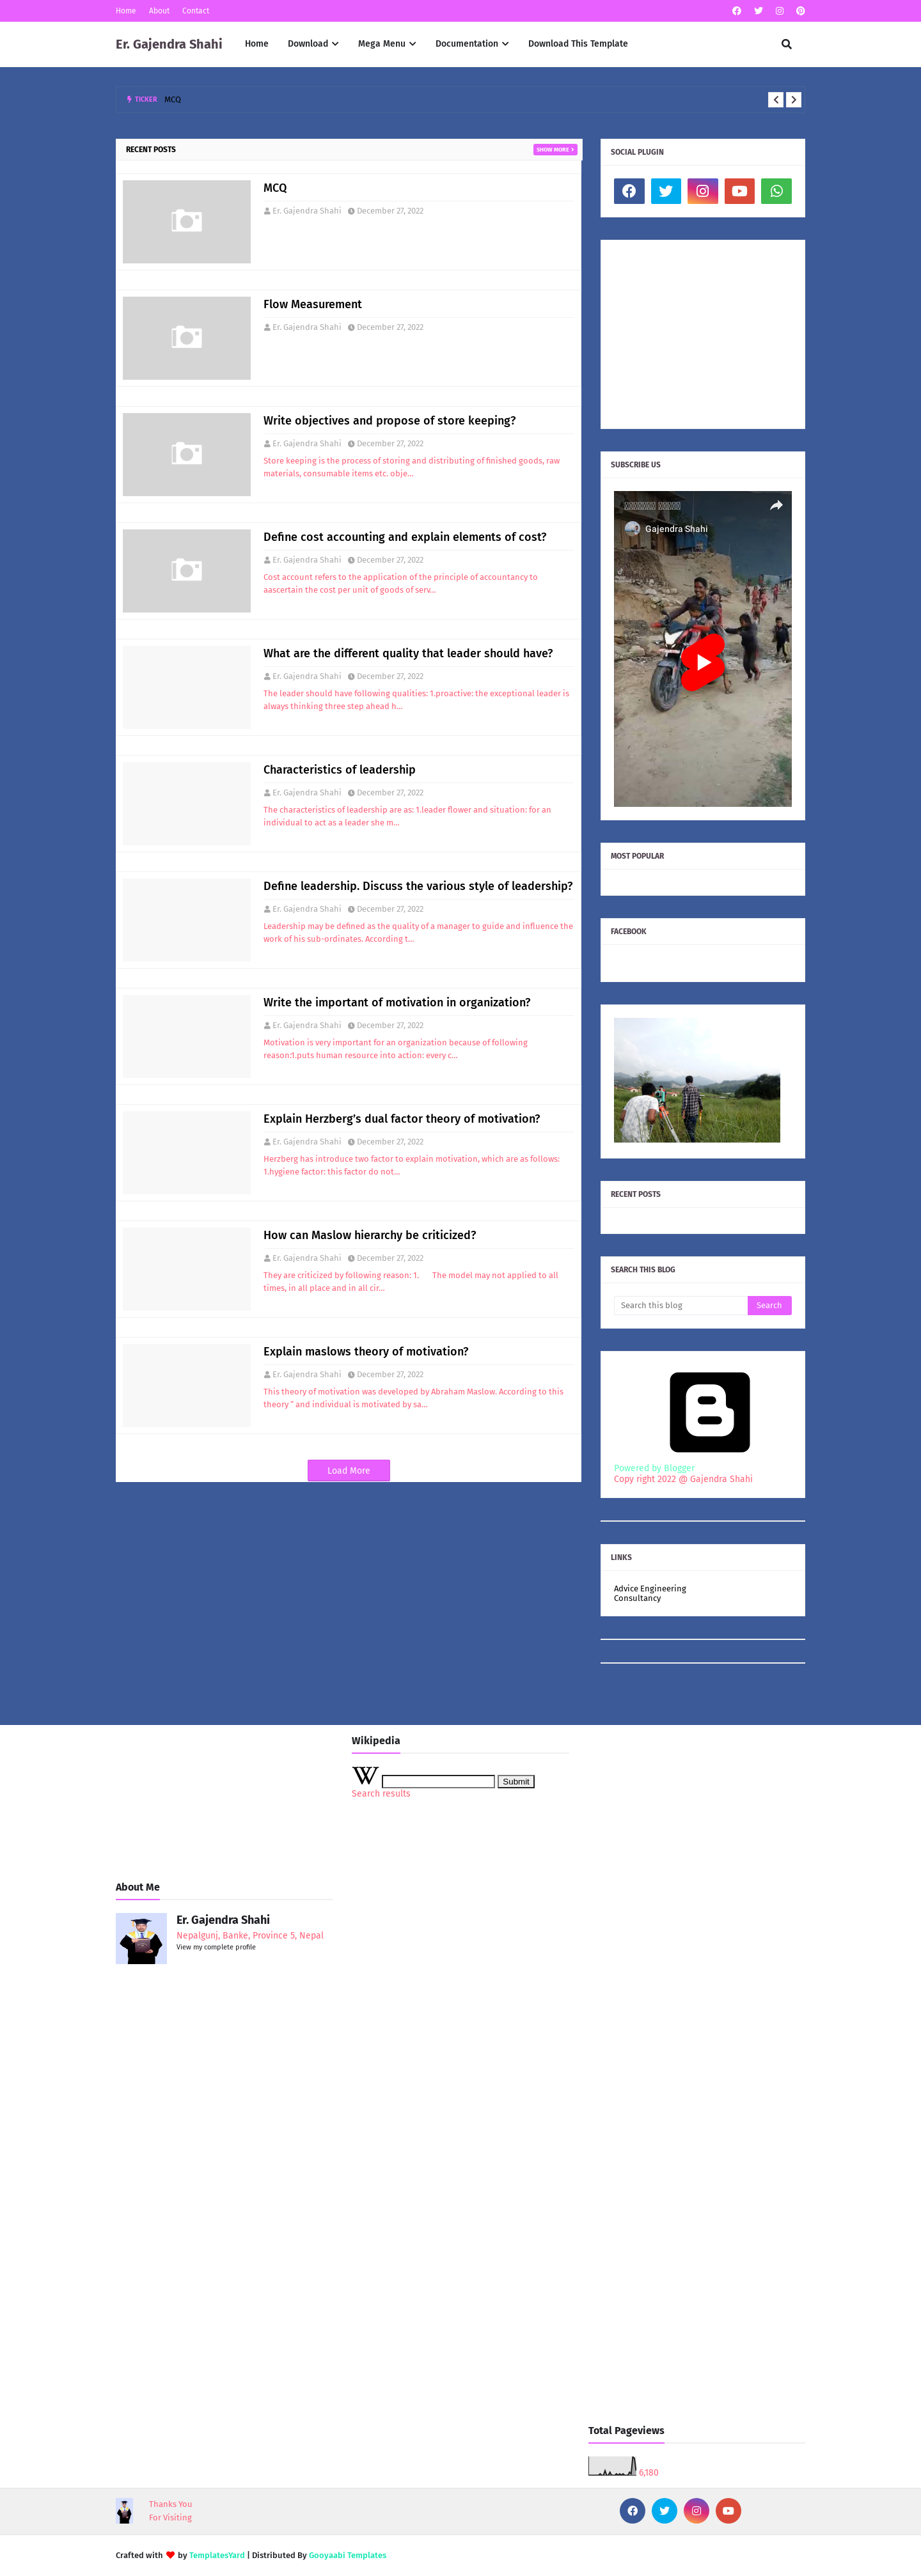 Home About Contact
Er. Gajendra Shahi
Home Download Mega Menu Documentation Download This Template
TICKER MCQ
RECENT POSTS
SHOW MORE
MCQ
Er. Gajendra Shahi December 27, 2022
Flow Measurement
Er. Gajendra Shahi December 27, 2022
Write objectives and propose of store keeping?
Er. Gajendra Shahi December 27, 2022
Store keeping is the process of storing and distributing of finished goods, raw
materials, consumable items etc. obje...
Define cost accounting and explain elements of cost?
Er. Gajendra Shahi December 27, 2022
Cost account refers to the application of the principle of accountancy to
aascertain the cost per unit of goods of serv...
What are the different quality that leader should have?
Er. Gajendra Shahi December 27, 2022
The leader should have following qualities: 1.proactive: the exceptional leader is
always thinking three step ahead h...
Characteristics of leadership
Er. Gajendra Shahi December 27, 2022
The characteristics of leadership are as: 1.leader flower and situation: for an
individual to act as a leader she m...
Define leadership. Discuss the various style of leadership?
Er. Gajendra Shahi December 27, 2022
Leadership may be defined as the quality of a manager to guide and influence the
work of his sub-ordinates. According t...
Write the important of motivation in organization?
Er. Gajendra Shahi December 27, 2022
Motivation is very important for an organization because of following
reason:1.puts human resource into action: every c...
Explain Herzberg's dual factor theory of motivation?
Er. Gajendra Shahi December 27, 2022
Herzberg has introduce two factor to explain motivation, which are as follows:
1.hygiene factor: this factor do not...
How can Maslow hierarchy be criticized?
Er. Gajendra Shahi December 27, 2022
They are criticized by following reason: 1. The model may not applied to all
times, in all place and in all cir...
Explain maslows theory of motivation?
Er. Gajendra Shahi December 27, 2022
This theory of motivation was developed by Abraham Maslow. According to this
theory " and individual is motivated by sa...
Load More
SOCIAL PLUGIN
SUBSCRIBE US
Gajendra Shahi
MOST POPULAR
FACEBOOK
RECENT POSTS
SEARCH THIS BLOG
Search this blog Search
Powered by Blogger
Copy right 2022 @ Gajendra Shahi
LINKS
Advice Engineering
Consultancy
Wikipedia
W Submit
Search results
About Me
Er. Gajendra Shahi
Nepalgunj, Banke, Province 5, Nepal
View my complete profile
Total Pageviews
6,180
Thanks You
For Visiting
Crafted with by TemplatesYard | Distributed By Gooyaabi Templates